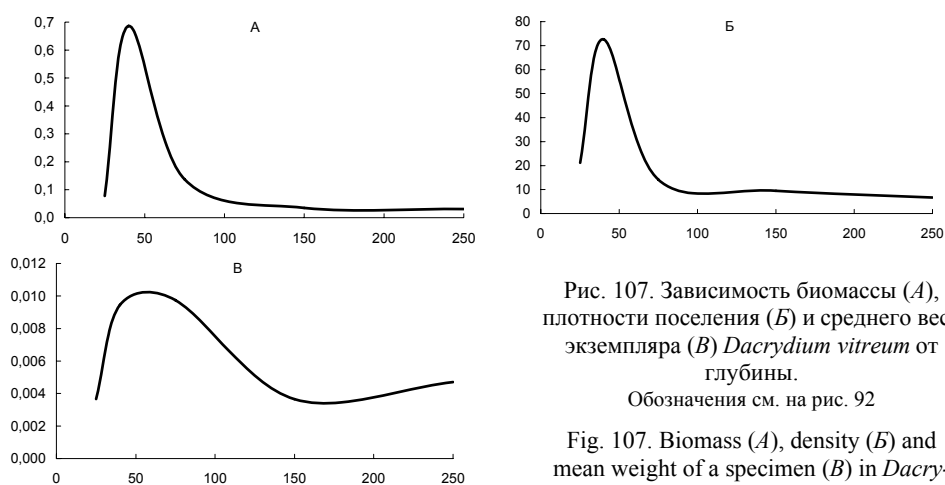 А
0,7
0,6
0,5
0,4
0,3
0,2
0,1
0,0
0 50 100 150 200 250
Б
80
70
60
50
40
30
20
10
0
0 50 100 150 200 250
В
0,012
0,010
0,008
0,006
0,004
0,002
0,000
0 50 100 150 200 250
Рис. 107. Зависимость биомассы (А),
плотности поселения (Б) и среднего вес
экземпляра (В) Dacrydium vitreum от
глубины.
Обозначения см. на рис. 92
Fig. 107. Biomass (A), density (Б) and
mean weight of a specimen (B) in Dacry-